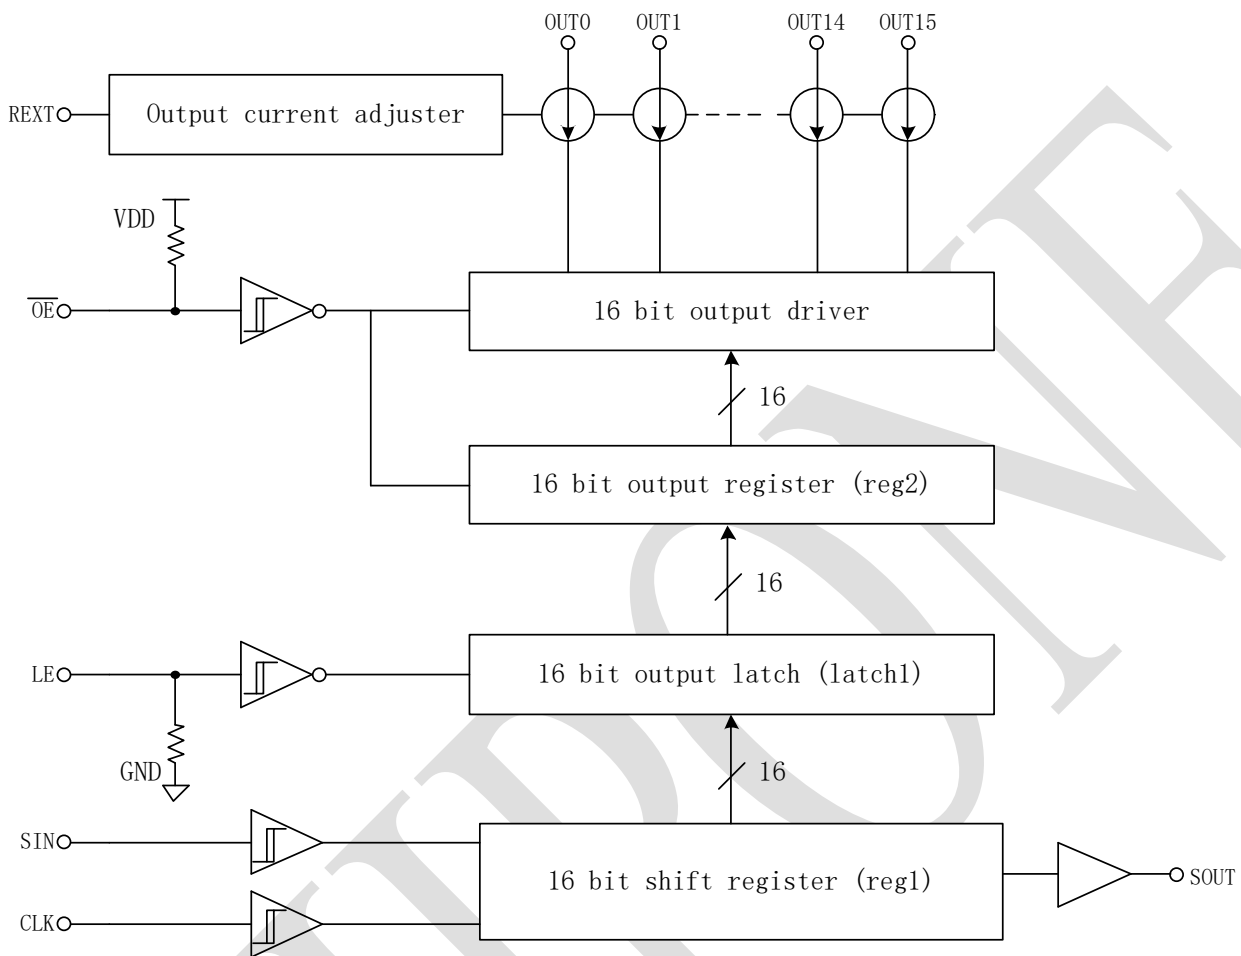 OUT0 OUT1 OUT14 OUT15
REXT Output current adjuster
VDD
OE 16 bit output driver
16
16 bit output register (reg2)
16
LE 16 bit output latch (latch1)
GND 16
SIN
16 bit shift register (reg1) SOUT
CLK